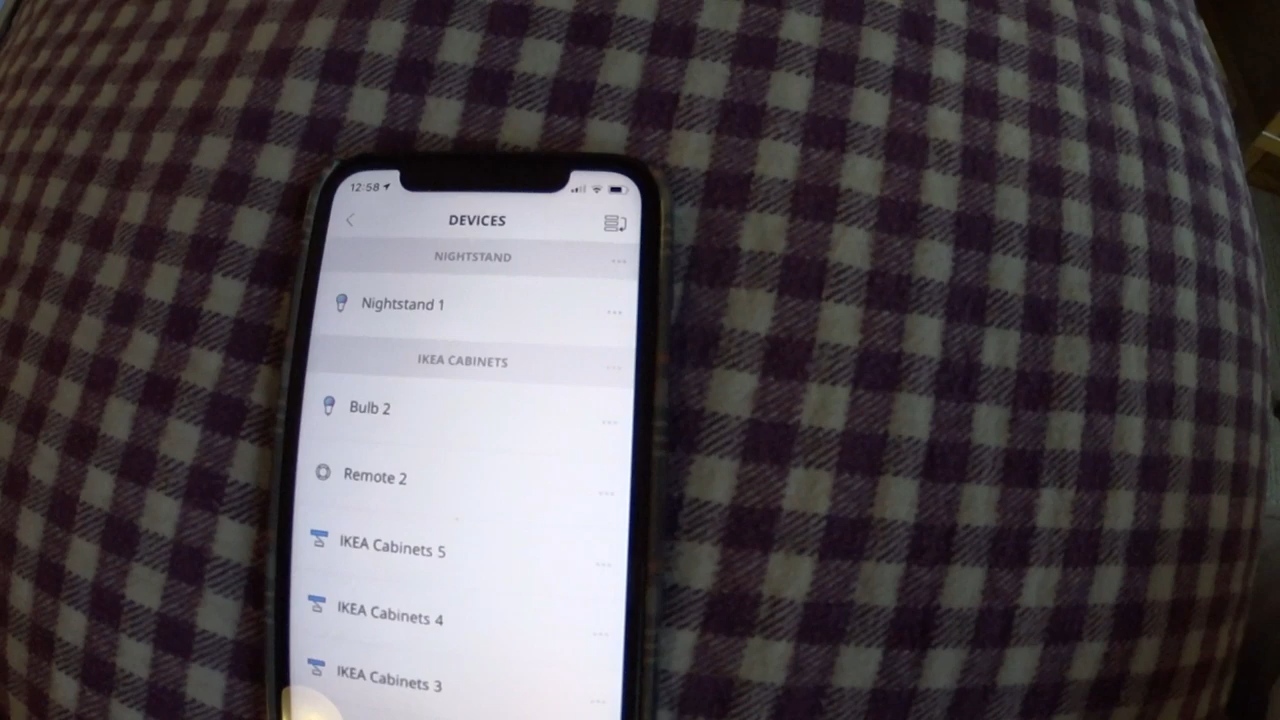 12:58
DEVICES
NIGHTSTAND
Nightstand 1
IKEA CABINETS
Bulb 2
Remote 2
IKEA Cabinets 5
IKEA Cabinets 4
IKEA Cabinets 3